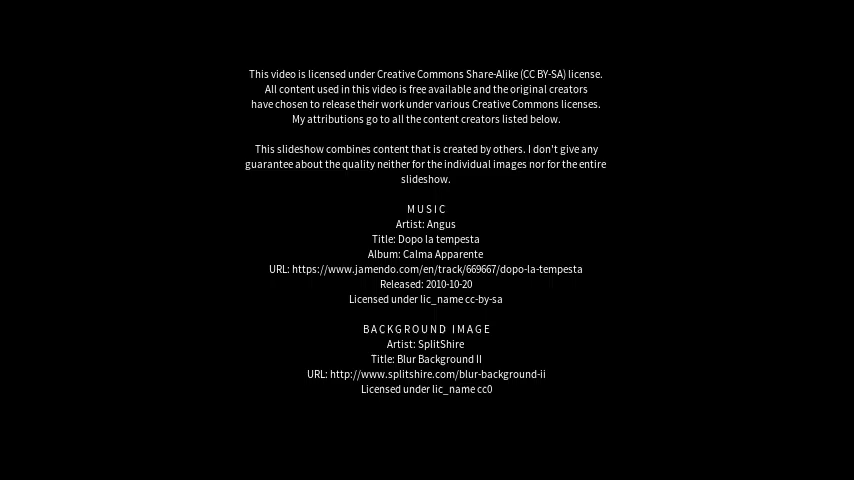 This video is licensed under Creative Commons Share-Alike (CC BY-SA) license.
All content used in this video is free available and the original creators
have chosen to release their work under various Creative Commons licenses.
My attributions go to all the content creators listed below.
This slideshow combines content that is created by others. I don't give any
guarantee about the quality neither for the individual images nor for the entire
slideshow.
MUSIC
Artist: Angus
Title: Dopo la tempesta
Album: Calma Apparente
URL: https://www.jamendo.com/en/track/669667/dopo-la-tempesta
Released: 2010-10-20
Licensed under lic_name cc-by-sa
BACKGROUND IMAGE
Artist: SplitShire
Title: Blur Background II
URL: http://www.splitshire.com/blur-background-ii
Licensed under lic_name cc0